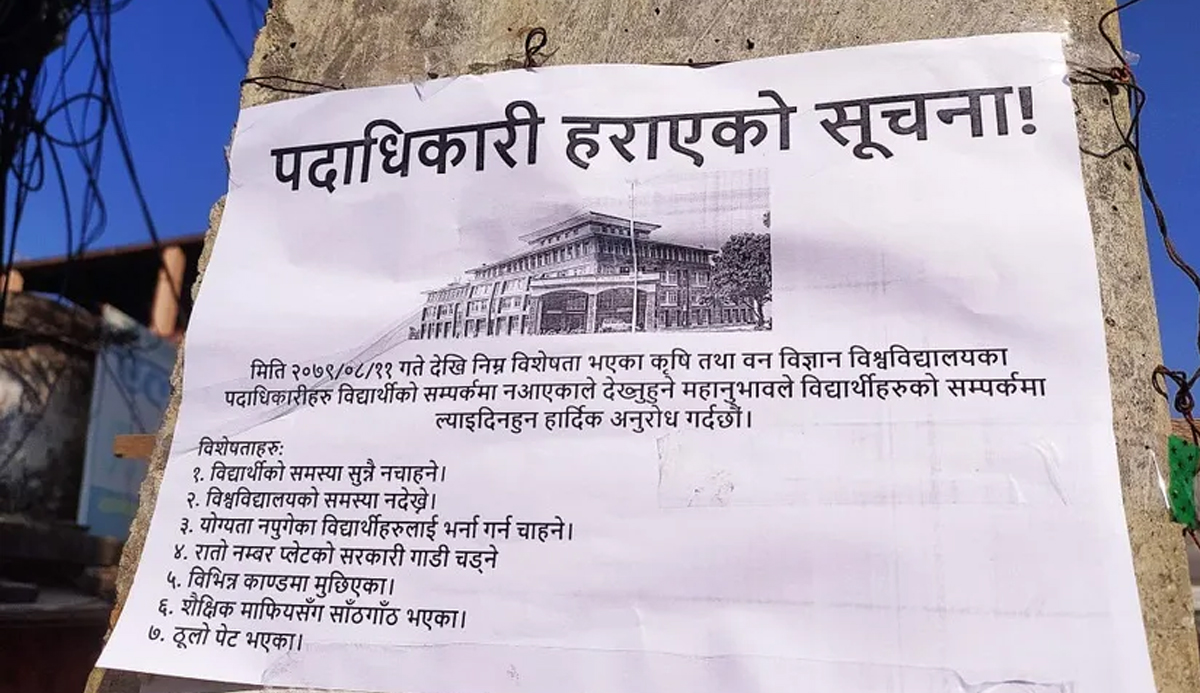 पदाधिकारी हराएको सूचना!
मिति २०७९/०८/११ गते देखि निम्न विशेषता भएका कृषि तथा वन विज्ञान विश्वविद्यालयका
पदाधिकारीहरु विद्यार्थीको सम्पर्कमा नआएकाले देख्नुहुने महानुभावले विद्यार्थीहरुको सम्पर्कमा
ल्याइदिनहुन हार्दिक अनुरोध गर्दछौं।
विशेषताहरु:
१. विद्यार्थीको समस्या सुन्नै नचाहने।
२. विश्वविद्यालयको समस्या नदेख्ने।
३. योग्यता नपुगेका विद्यार्थीहरुलाई भर्ना गर्न चाहने।
४. रातो नम्बर प्लेटको सरकारी गाडी चड्ने
५. विभिन्न काण्डमा मुछिएका।
६. शैक्षिक माफियसँग साँठगाँठ भएका।
७. ठूलो पेट भएका।